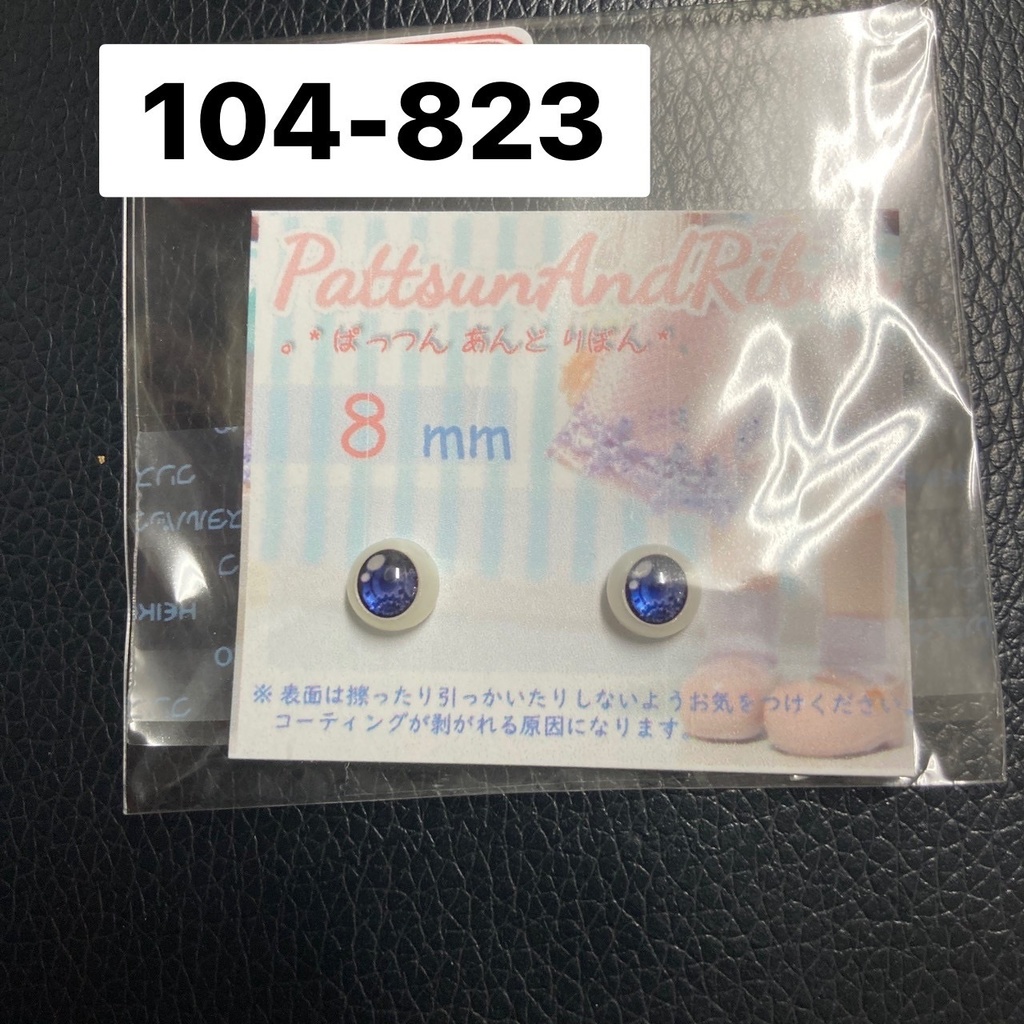 104-823
PattsunAndRib
｡*ぱっつん あんど りぼん*
8 mm
※表面は擦ったり引っかいたりしないようお気をつけください。
コーティングが剥がれる原因になります。
HEIK